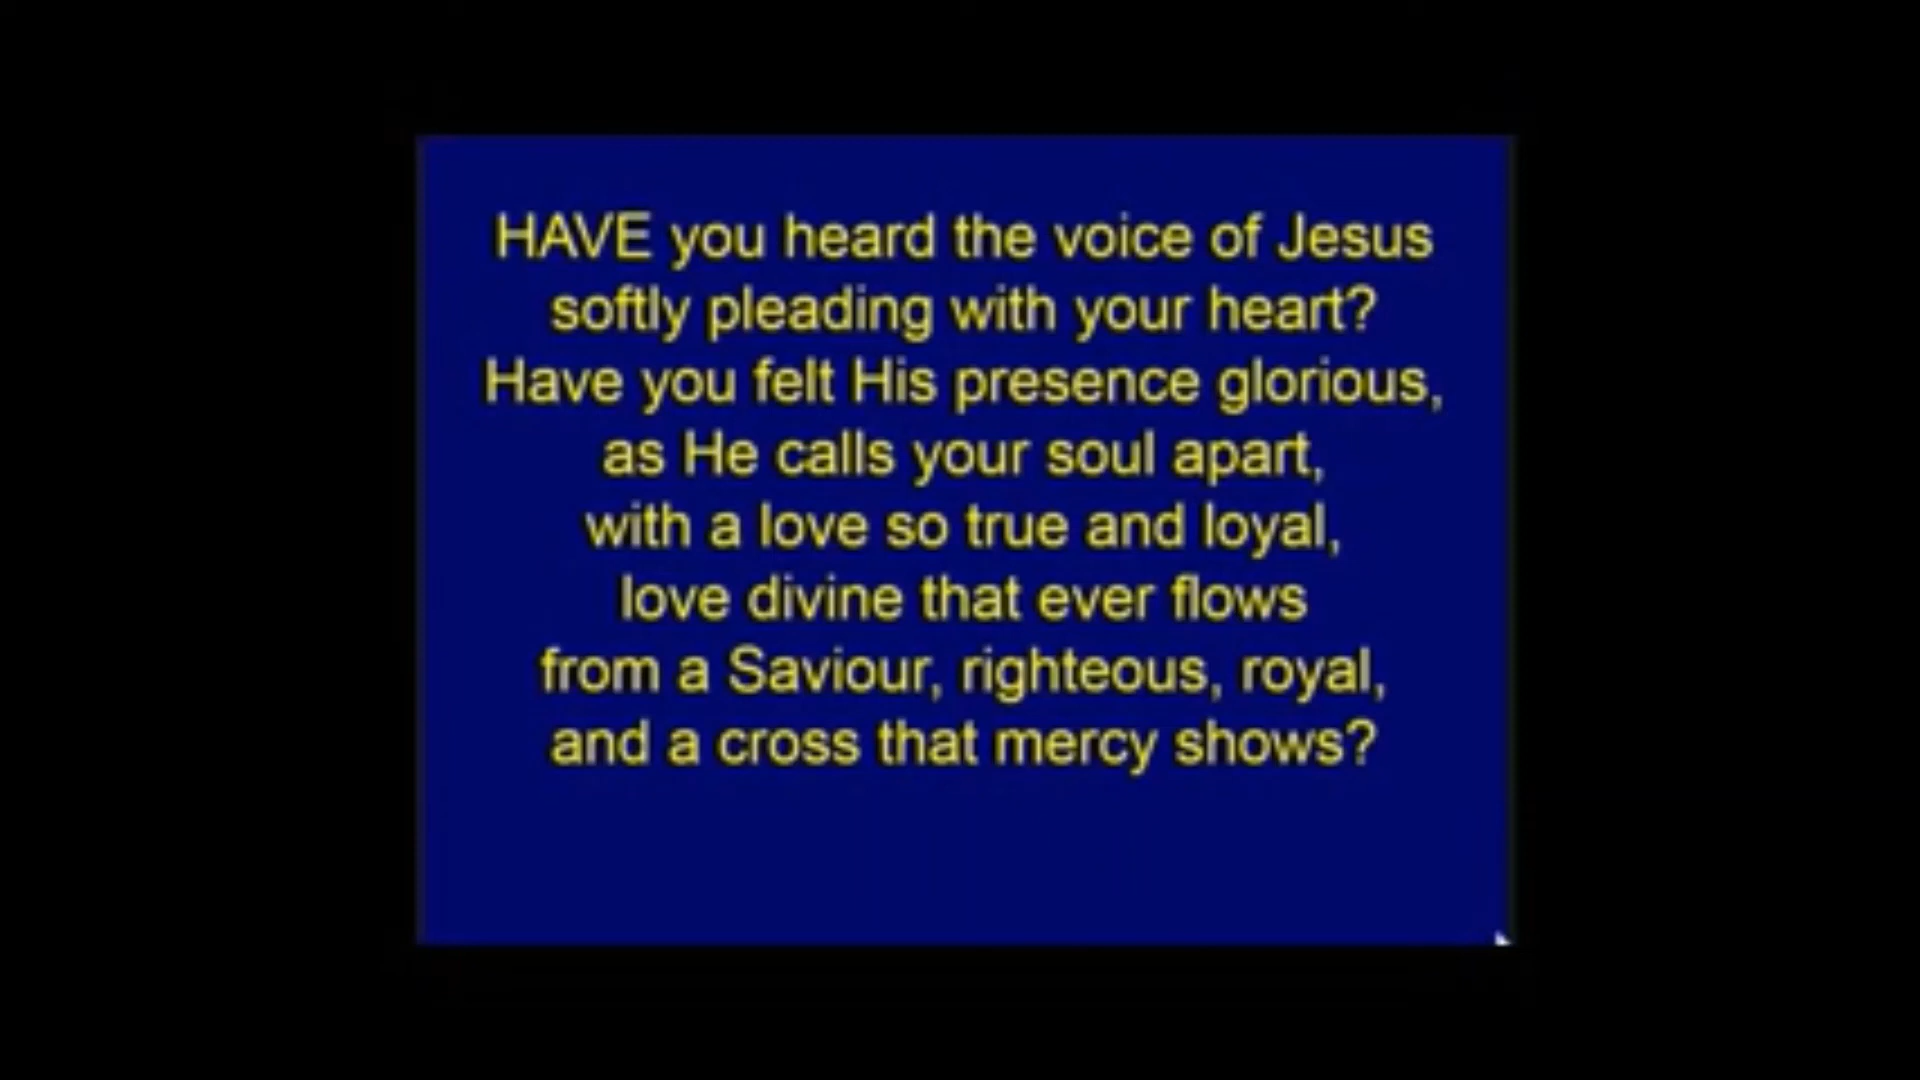 HAVE you heard the voice of Jesus
softly pleading with your heart?
Have you felt His presence glorious,
as He calls your soul apart,
with a love so true and loyal,
love divine that ever flows
from a Saviour, righteous, royal,
and a cross that mercy shows?